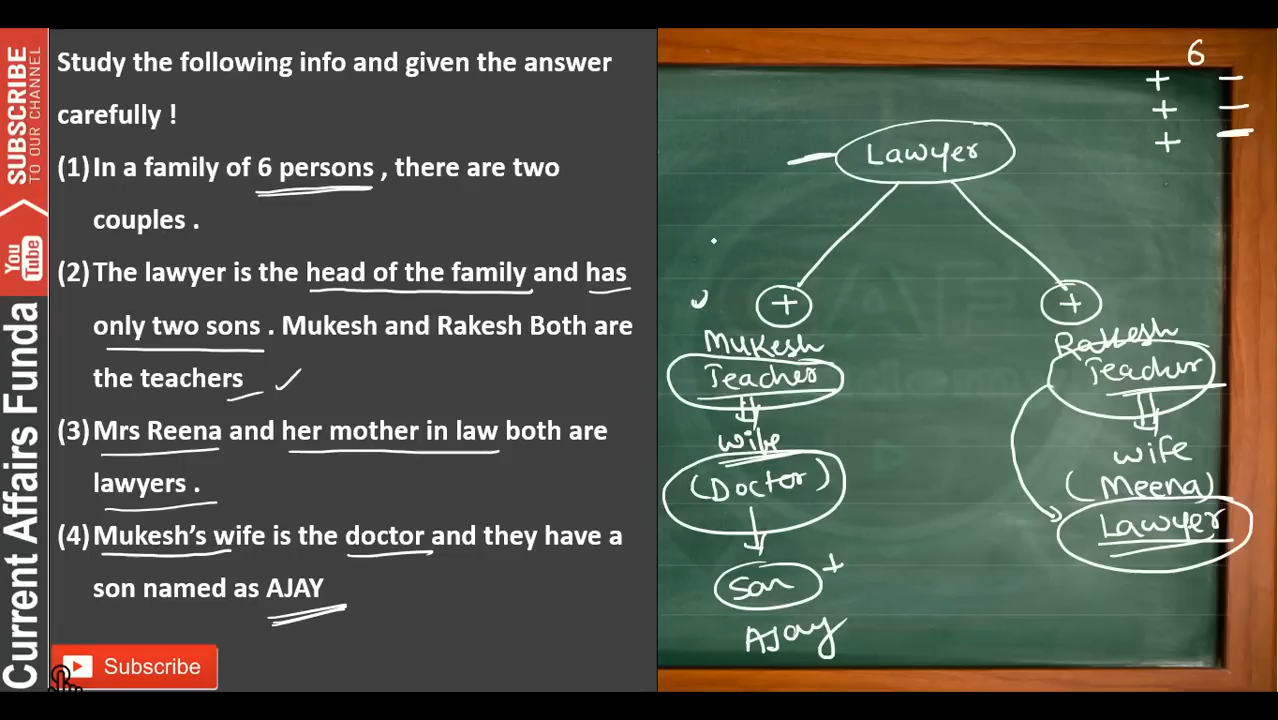 SUBSCRIBE
TO OUR CHANNEL
You Tube
Current Affairs Funda
Study the following info and given the answer
carefully !
(1) In a family of 6 persons , there are two
couples .
(2) The lawyer is the head of the family and has
only two sons . Mukesh and Rakesh Both are
the teachers
(3) Mrs Reena and her mother in law both are
lawyers .
(4) Mukesh's wife is the doctor and they have a
son named as AJAY
Subscribe
6
+ −
+ −
+ −
− Lawyer
+ +
Mukesh Rakesh
Teacher Teacher
wife wife
(Doctor) (Meena)
Lawyer
Son +
AJay